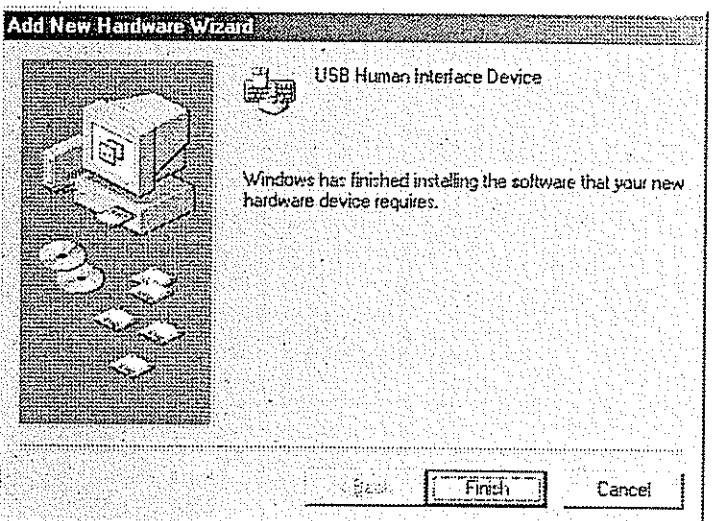 Add New Hardware Wizard
USB Human Interface Device
Windows has finished installing the software that your new
hardware device requires.
Back
Finish
Cancel